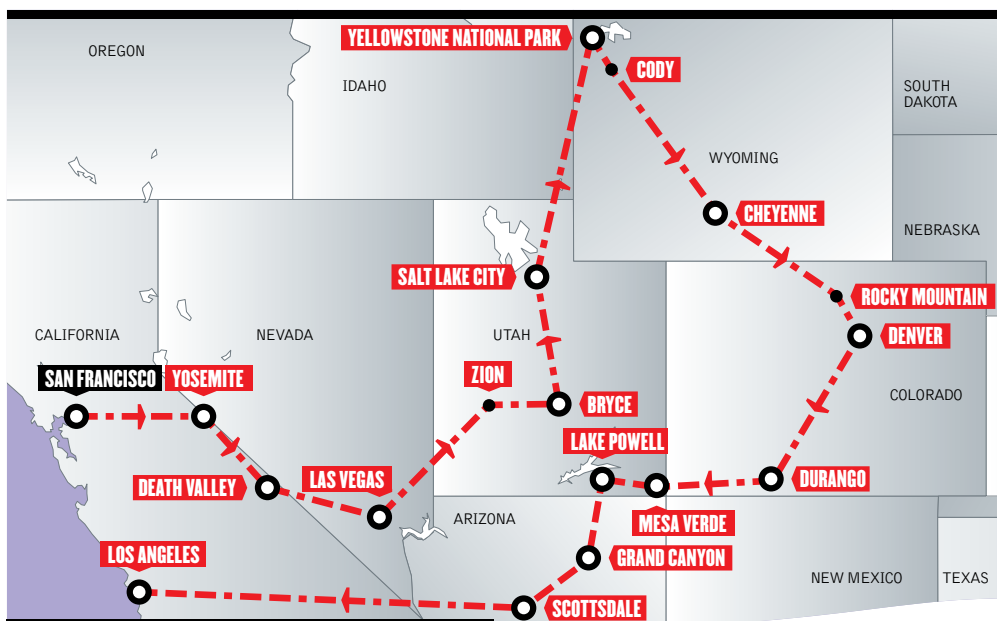 YELLOWSTONE NATIONAL PARK
OREGON
CODY
IDAHO
SOUTH
DAKOTA
WYOMING
CHEYENNE
NEBRASKA
SALT LAKE CITY
ROCKY MOUNTAIN
CALIFORNIA
NEVADA
UTAH
DENVER
SAN FRANCISCO
YOSEMITE
ZION
BRYCE
COLORADO
LAKE POWELL
DEATH VALLEY
LAS VEGAS
DURANGO
ARIZONA
MESA VERDE
LOS ANGELES
GRAND CANYON
NEW MEXICO
TEXAS
SCOTTSDALE